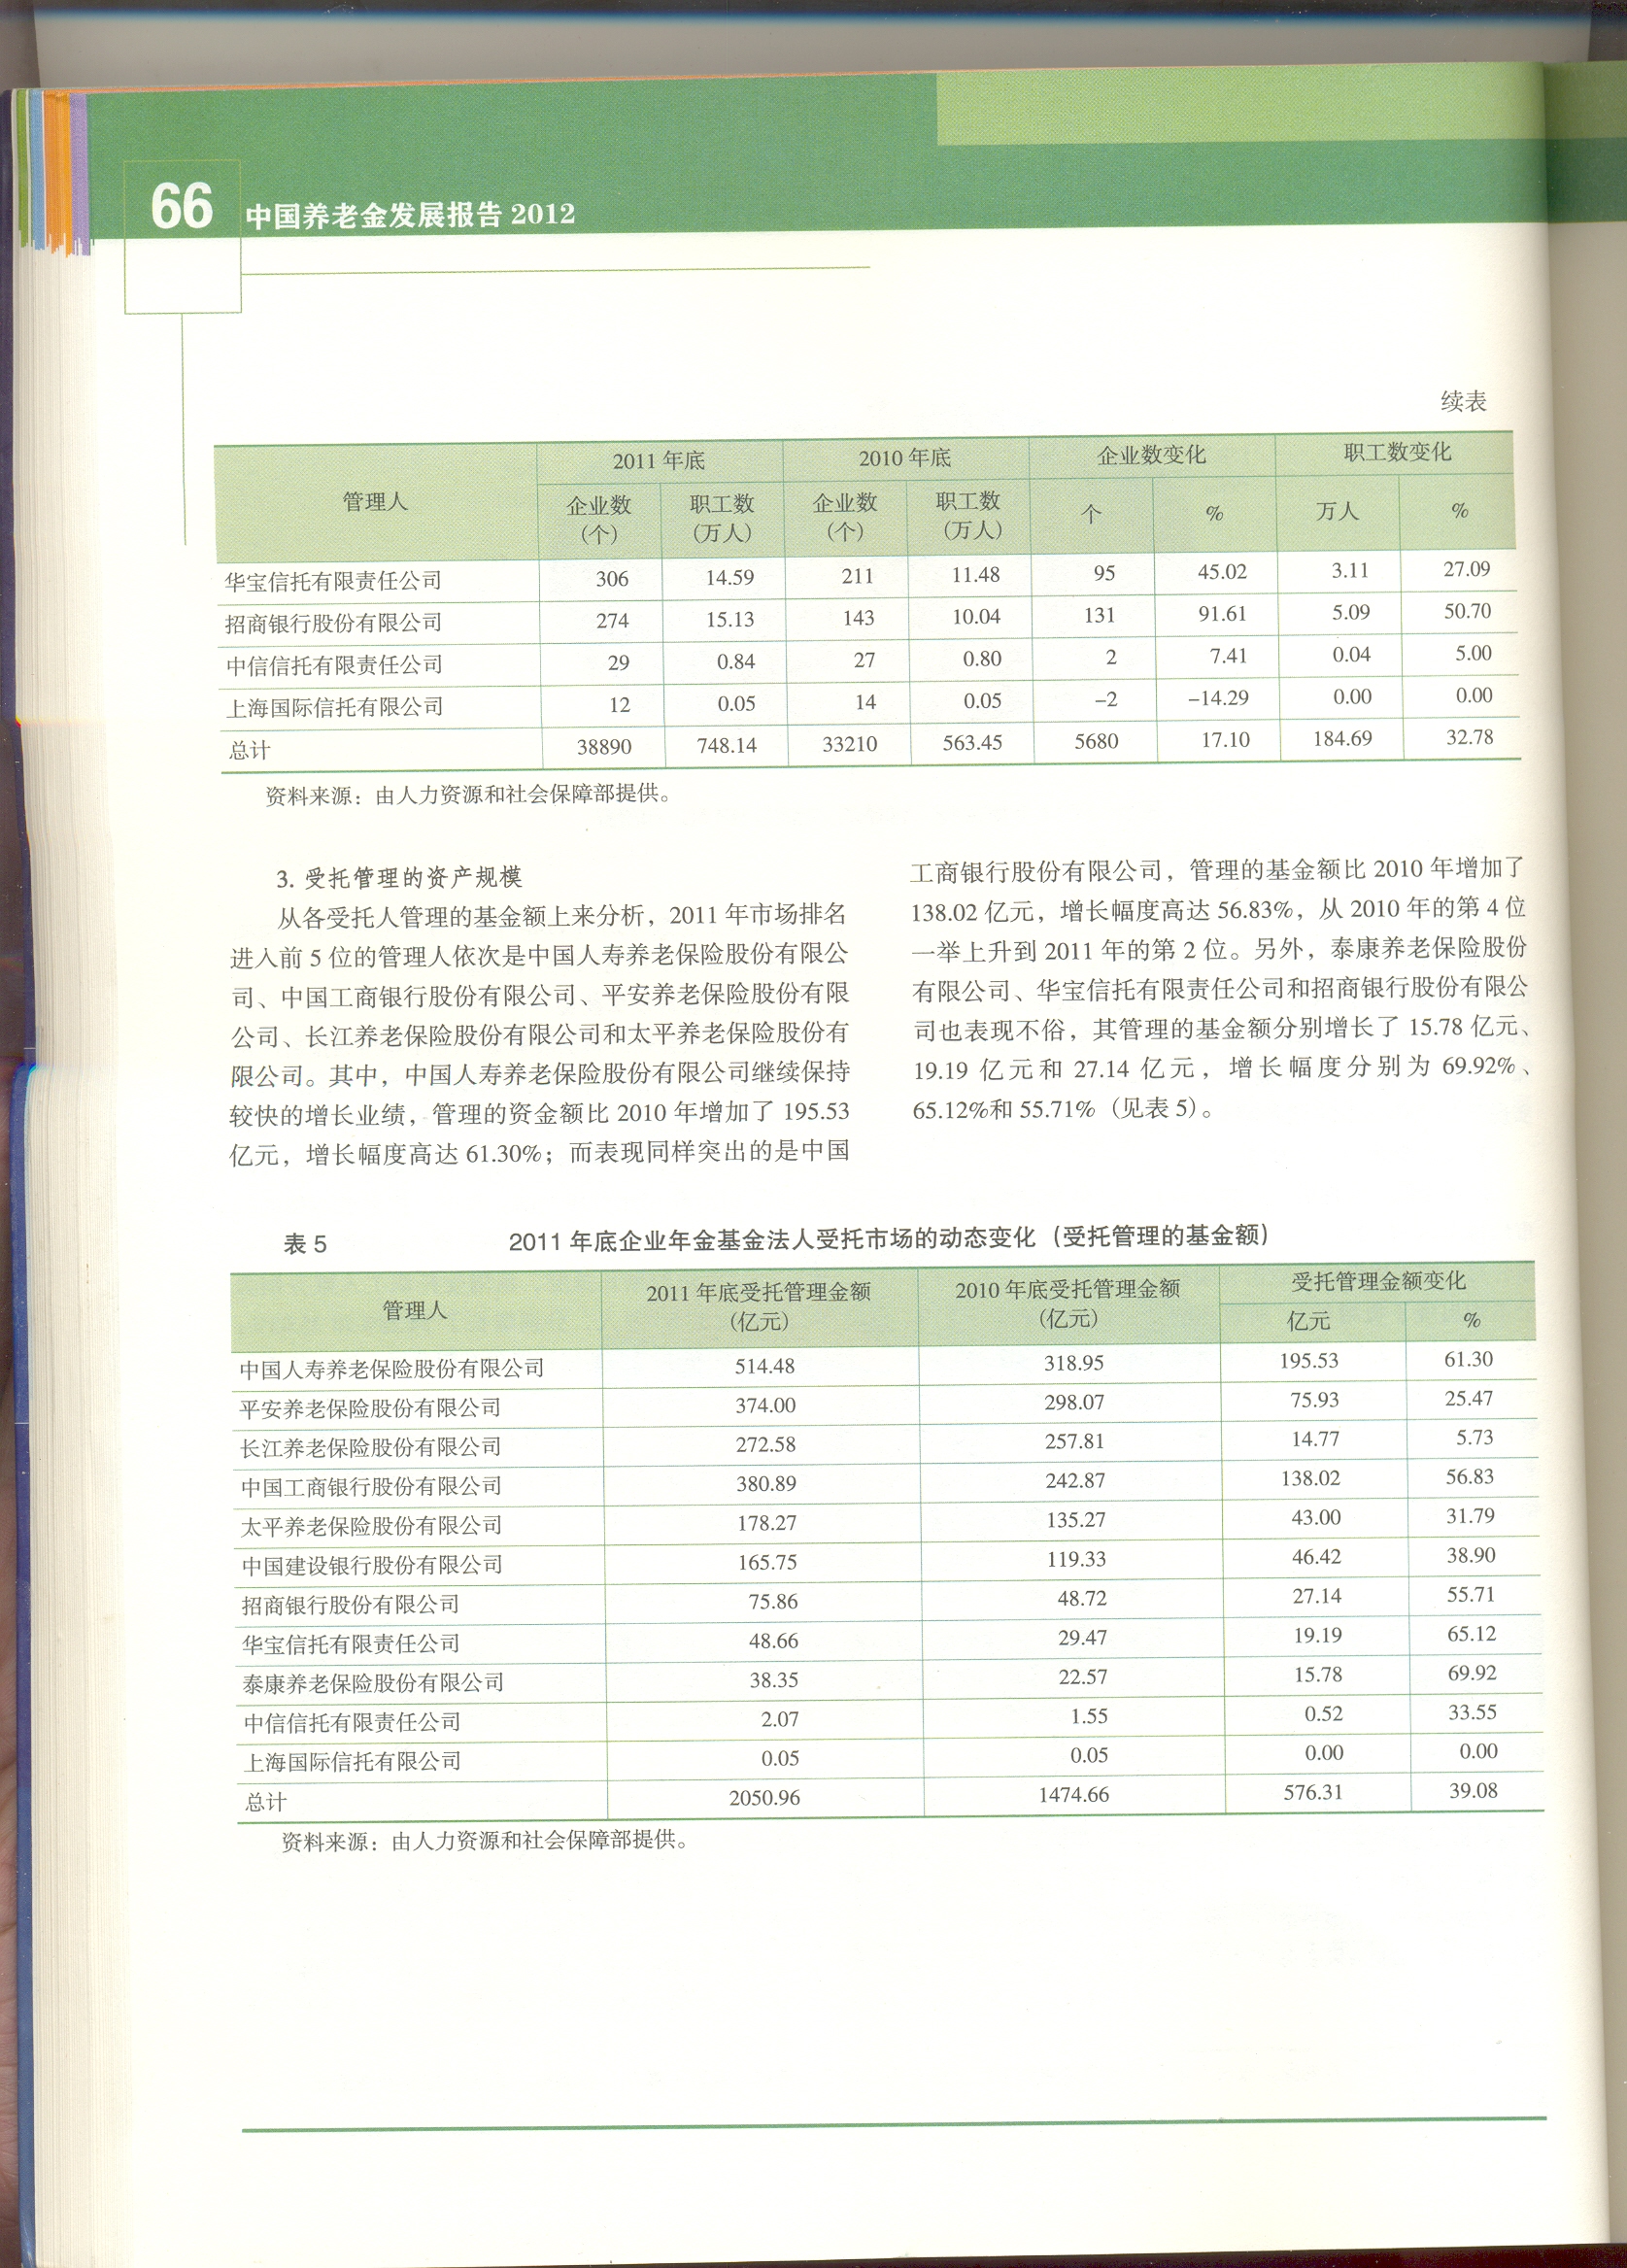 66 中国养老金发展报告 2012
续表
管理人 2011 年底 2010 年底 企业数变化 职工数变化
企业数（个） 职工数（万人） 企业数（个） 职工数（万人） 个 % 万人 %
华宝信托有限责任公司 306 14.59 211 11.48 95 45.02 3.11 27.09
招商银行股份有限公司 274 15.13 143 10.04 131 91.61 5.09 50.70
中信信托有限责任公司 29 0.84 27 0.80 2 7.41 0.04 5.00
上海国际信托有限公司 12 0.05 14 0.05 -2 -14.29 0.00 0.00
总计 38890 748.14 33210 563.45 5680 17.10 184.69 32.78
资料来源：由人力资源和社会保障部提供。
3. 受托管理的资产规模
从各受托人管理的基金额上来分析，2011 年市场排名
进入前 5 位的管理人依次是中国人寿养老保险股份有限公
司、中国工商银行股份有限公司、平安养老保险股份有限
公司、长江养老保险股份有限公司和太平养老保险股份有
限公司。其中，中国人寿养老保险股份有限公司继续保持
较快的增长业绩，管理的资金额比 2010 年增加了 195.53
亿元，增长幅度高达 61.30%；而表现同样突出的是中国
工商银行股份有限公司，管理的基金额比 2010 年增加了
138.02 亿元，增长幅度高达 56.83%，从 2010 年的第 4 位
一举上升到 2011 年的第 2 位。另外，泰康养老保险股份
有限公司、华宝信托有限责任公司和招商银行股份有限公
司也表现不俗，其管理的基金额分别增长了 15.78 亿元、
19.19 亿元和 27.14 亿元，增长幅度分别为 69.92%、
65.12%和 55.71%（见表 5）。
表 5 2011 年底企业年金基金法人受托市场的动态变化（受托管理的基金额）
管理人 2011 年底受托管理金额（亿元） 2010 年底受托管理金额（亿元） 受托管理金额变化
亿元 %
中国人寿养老保险股份有限公司 514.48 318.95 195.53 61.30
平安养老保险股份有限公司 374.00 298.07 75.93 25.47
长江养老保险股份有限公司 272.58 257.81 14.77 5.73
中国工商银行股份有限公司 380.89 242.87 138.02 56.83
太平养老保险股份有限公司 178.27 135.27 43.00 31.79
中国建设银行股份有限公司 165.75 119.33 46.42 38.90
招商银行股份有限公司 75.86 48.72 27.14 55.71
华宝信托有限责任公司 48.66 29.47 19.19 65.12
泰康养老保险股份有限公司 38.35 22.57 15.78 69.92
中信信托有限责任公司 2.07 1.55 0.52 33.55
上海国际信托有限公司 0.05 0.05 0.00 0.00
总计 2050.96 1474.66 576.31 39.08
资料来源：由人力资源和社会保障部提供。